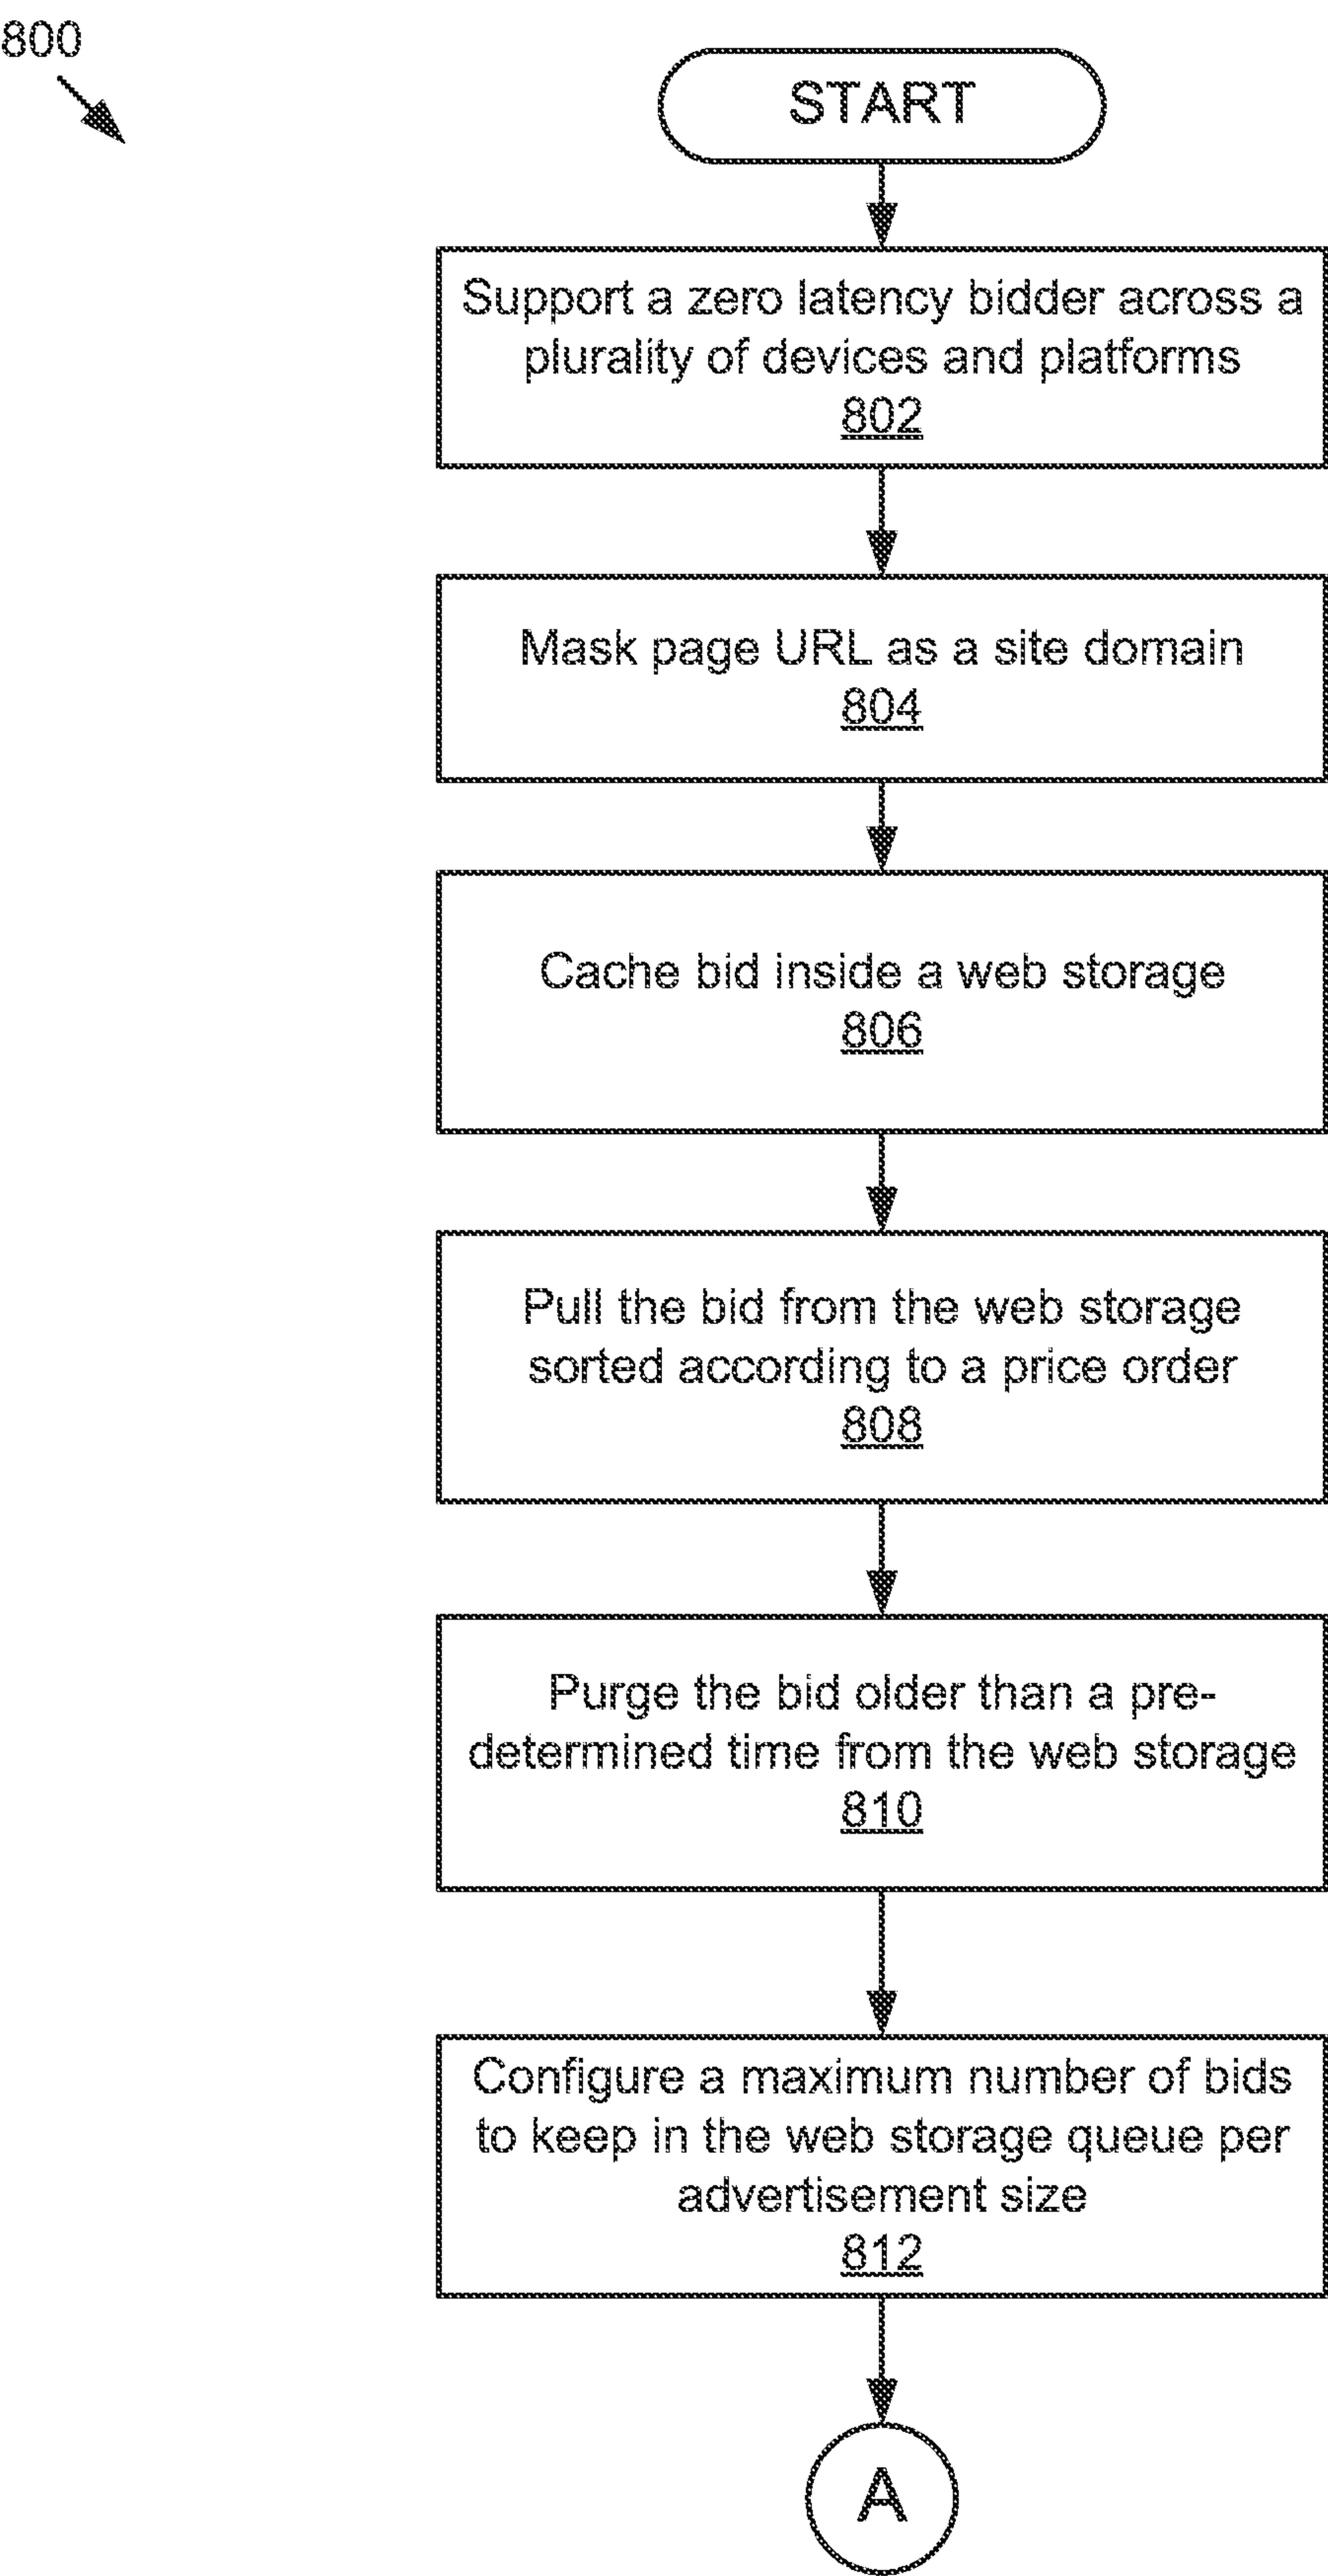 800
START
Support a zero latency bidder across a
plurality of devices and platforms
802
Mask page URL as a site domain
804
Cache bid inside a web storage
806
Pull the bid from the web storage
sorted according to a price order
808
Purge the bid older than a pre-
determined time from the web storage
810
Configure a maximum number of bids
to keep in the web storage queue per
advertisement size
812
A